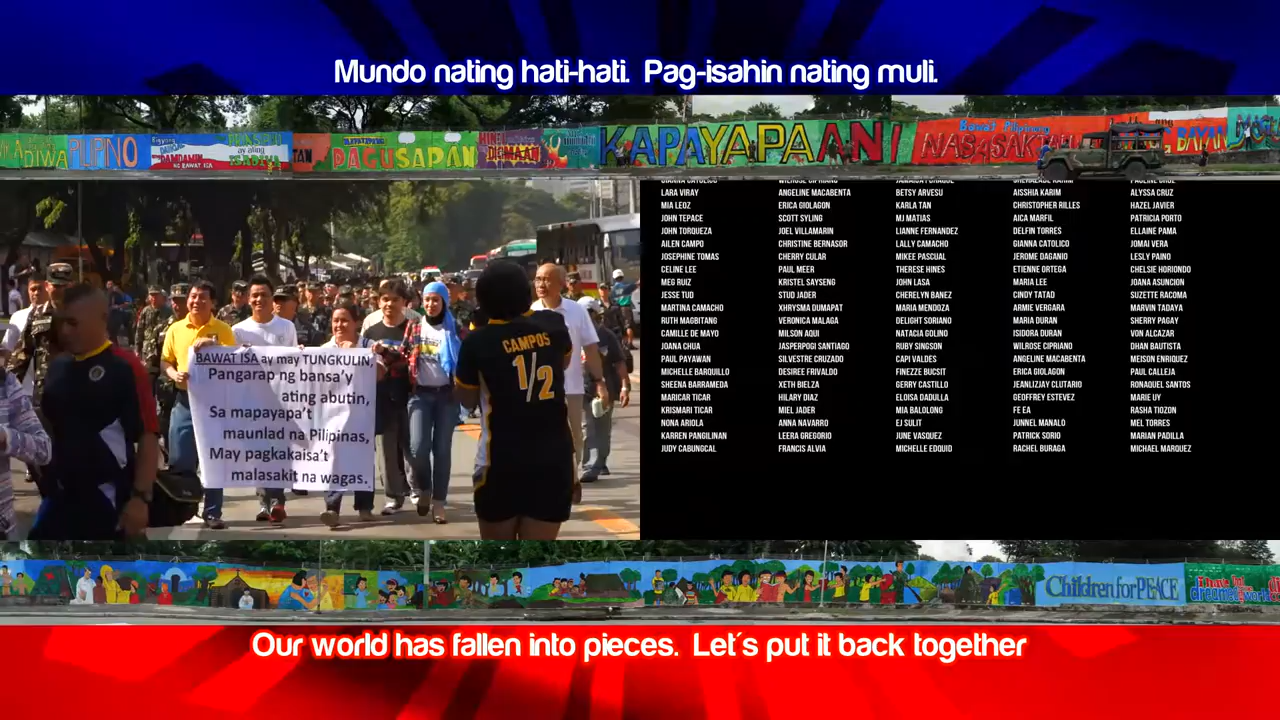 Mundo nating hati-hati. Pag-isahin nating muli.
DIWA PLIPNO
NG BAWAT ISA
PAGUSAPAN
KAPAYAPAAN!
Bawat Pilipinong
NASASAKTAN
NG BAYAN
LARA VIRAY ANGELINE MACABENTA BETSY ARVESU AISSHIA KARIM ALYSSA CRUZ
MIA LEOZ ERICA GIOLAGON KARLA TAN CHRISTOPHER RILLES HAZEL JAVIER
JOHN TEPACE SCOTT SYLING MJ MATIAS AICA MARFIL PATRICIA PORTO
JOHN TORQUEZA JOEL VILLAMARIN LIANNE FERNANDEZ DELFIN TORRES ELLAINE PAMA
AILEN CAMPO CHRISTINE BERNASOR LALLY CAMACHO GIANNA CATOLICO JOMAI VERA
JOSEPHINE TOMAS CHERRY CULAR MIKEE PASCUAL JEROME DAGANIO LESLY PAINO
CELINE LEE PAUL MEER THERESE HINES ETIENNE ORTEGA CHELSIE HORIONDO
MEG RUIZ KRISTEL SAYSENG JOHN LASA MARIA LEE JOANA ASUNCION
JESSE TUD STUD JADER CHERELYN BANEZ CINDY TATAD SUZETTE RACOMA
MARTINA CAMACHO XHRYSMA DUMAPAT MARIA MENDOZA ARMIE VERGARA MARVIN TADAYA
RUTH MAGBITANG VERONICA MALAGA DELIGHT SORIANO MARIA DURAN SHERRY PAGAY
CAMILLE DE MAYO MILSON AQUI NATACIA GOLINO ISIDORA DURAN VON ALCAZAR
JOANA CHUA JASPERPOGI SANTIAGO RUBY SINGSON WILROSE CIPRIANO DHAN BAUTISTA
PAUL PAYAWAN SILVESTRE CRUZADO CAPI VALDES ANGELINE MACABENTA MEISON ENRIQUEZ
MICHELLE BARQUILLO DESIREE FRIVALDO FINEZZE BUCSIT ERICA GIOLAGON PAUL CALLEJA
SHEENA BARRAMEDA XETH BIELZA GERRY CASTILLO JEANLIZJAY CLUTARIO RONAQUEL SANTOS
MARICAR TICAR HILARY DIAZ ELOISA DADULLA GEOFFREY ESTEVEZ MARIE UY
KRISMARI TICAR MIEL JADER MIA BALOLONG FE EA RASHA TIOZON
NONA ARIOLA ANNA NAVARRO EJ SULIT JUNNEL MANALO MEL TORRES
KARREN PANGILINAN LEERA GREGORIO JUNE VASQUEZ PATRICK SORIO MARIAN PADILLA
JUDY CABUNGCAL FRANCIS ALVIA MICHELLE EDQUID RACHEL BURAGA MICHAEL MARQUEZ
BAWAT ISA ay may TUNGKULIN,
Pangarap ng bansa'y
ating abutin,
Sa mapayapa't
maunlad na Pilipinas,
May pagkakaisa't
malasakit na wagas.
CAMPOS
1/2
Children for PEACE
Our world has fallen into pieces. Let's put it back together